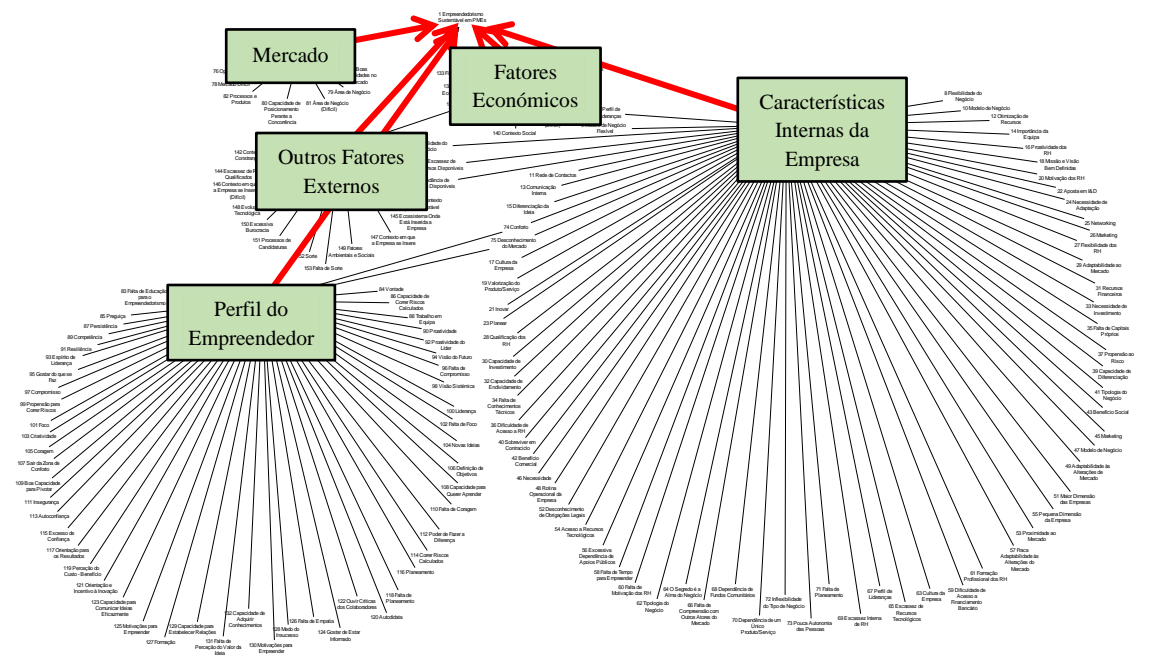 1 Empreendedorismo
Sustentável em PMEs
Mercado
Fatores
Económicos
Características
Internas da
Empresa
Outros Fatores
Externos
Perfil do
Empreendedor
79 Área de Negócio
82 Processos e
Produtos
80 Capacidade de
Posicionamento
Perante a
Concorrência
81 Área de Negócio
(Difícil)
140 Contexto Social
144 Escassez de
Qualificados
146 Contexto em que
a Empresa se Insere
(Difícil)
Tecnológica
150 Excessiva
Burocracia
151 Processos de
Candidaturas
153 Falta de Sorte
149 Fatores
Ambientais e Sociais
147 Contexto em que
a Empresa se Insere
145 Ecossistema Onde
Está Inserida a
Empresa
8 Flexibilidade do
Negócio
10 Modelo de Negócio
12 Otimização de
Recursos
14 Importância da
Equipa
16 Proatividade dos
RH
18 Missão e Visão
Bem Definidas
20 Motivação dos RH
22 Aposta em I&D
24 Necessidade de
Adaptação
25 Networking
26 Marketing
27 Flexibilidade dos
RH
29 Adaptabilidade ao
Mercado
31 Recursos
Financeiros
33 Necessidade de
Investimento
35 Falta de Capitais
Próprios
37 Propensão ao
Risco
39 Capacidade de
Diferenciação
41 Tipologia do
Negócio
43 Benefício Social
45 Marketing
47 Modelo de Negócio
49 Adaptabilidade às
Alterações de
Mercado
51 Maior Dimensão
das Empresas
55 Pequena Dimensão
da Empresa
53 Proximidade ao
Mercado
57 Fraca
Adaptabilidade às
Alterações do
Mercado
61 Formação
Profissional dos RH
59 Dificuldade de
Acesso a
Financiamento
Bancário
63 Cultura da
Empresa
65 Escassez de
Recursos
Tecnológicos
67 Perfil de
Lideranças
69 Escassez Interna
de RH
71 Falta de
Planeamento
73 Pouca Autonomia
das Pessoas
72 Inflexibilidade
do Tipo de Negócio
70 Dependência de um
Único
Produto/Serviço
68 Dependência de
Fundos Comunitários
66 Falta de
Compreensão com
Outros Atores do
Mercado
64 O Segredo é a
Alma do Negócio
62 Tipologia do
Negócio
60 Falta de
Motivação dos RH
58 Falta de Tempo
para Empreender
56 Excessiva
Dependência de
Apoios Públicos
54 Acesso a Recursos
Tecnológicos
52 Desconhecimento
de Obrigações Legais
48 Rotina
Operacional da
Empresa
46 Necessidade
42 Benefício
Comercial
40 Sobreviver em
Contraciclo
36 Dificuldade de
Acesso a RH
34 Falta de
Conhecimentos
Técnicos
32 Capacidade de
Endividamento
30 Capacidade de
Investimento
28 Qualificação dos
RH
23 Planear
21 Inovar
19 Valorização do
Produto/Serviço
17 Cultura da
Empresa
75 Desconhecimento
do Mercado
74 Conforto
15 Diferenciação da
Ideia
13 Comunicação
Interna
11 Rede de Contactos
83 Falta de Educação
para o
Empreendedorismo
85 Preguiça
87 Persistência
89 Competência
91 Resiliência
93 Espírito de
Liderança
95 Gostar do que se
Faz
97 Compromisso
99 Propensão para
Correr Riscos
101 Foco
103 Criatividade
105 Coragem
107 Sair da Zona de
Conforto
109 Boa Capacidade
para Pivotar
111 Insegurança
113 Autoconfiança
115 Excesso de
Confiança
117 Orientação para
os Resultados
119 Perceção do
Custo - Benefício
121 Orientação e
Incentivo à Inovação
123 Capacidade para
Comunicar Ideias
Eficazmente
125 Motivações para
Empreender
127 Formação
129 Capacidade para
Estabelecer Relações
131 Falta de
Perceção do Valor da
Ideia
132 Capacidade de
Adquirir
Conhecimentos
130 Motivações para
Empreender
128 Medo do
Insucesso
126 Falta de Empatia
124 Gostar de Estar
Informado
122 Ouvir Críticas
dos Colaboradores
120 Autodidata
118 Falta de
Planeamento
116 Planeamento
114 Correr Riscos
Calculados
112 Poder de Fazer a
Diferença
110 Falta de Coragem
108 Capacidade para
Querer Aprender
106 Definição de
Objetivos
104 Novas Ideias
102 Falta de Foco
100 Liderança
98 Visão Sistémica
96 Falta de
Compromisso
94 Visão do Futuro
92 Proatividade do
Líder
90 Proatividade
88 Trabalho em
Equipa
86 Capacidade de
Correr Riscos
Calculados
84 Vontade